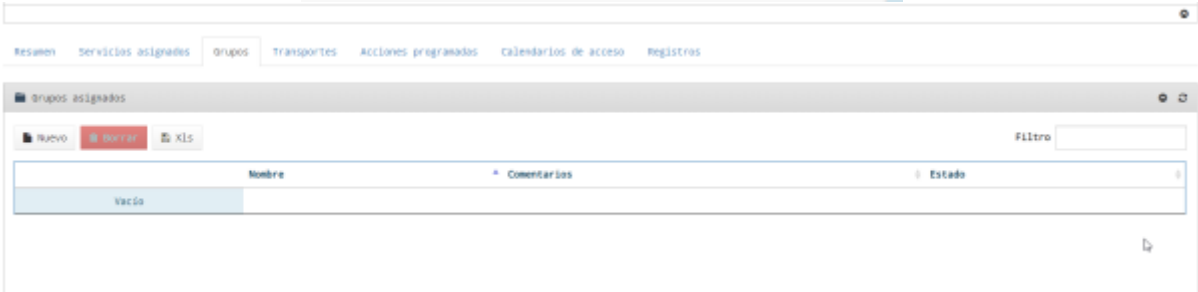 Resumen Servicios asignados Grupos Transportes Acciones programadas Calendarios de acceso Registros
Grupos asignados
Nuevo Borrar Xls Filtro
Nombre Comentarios Estado
Vacío